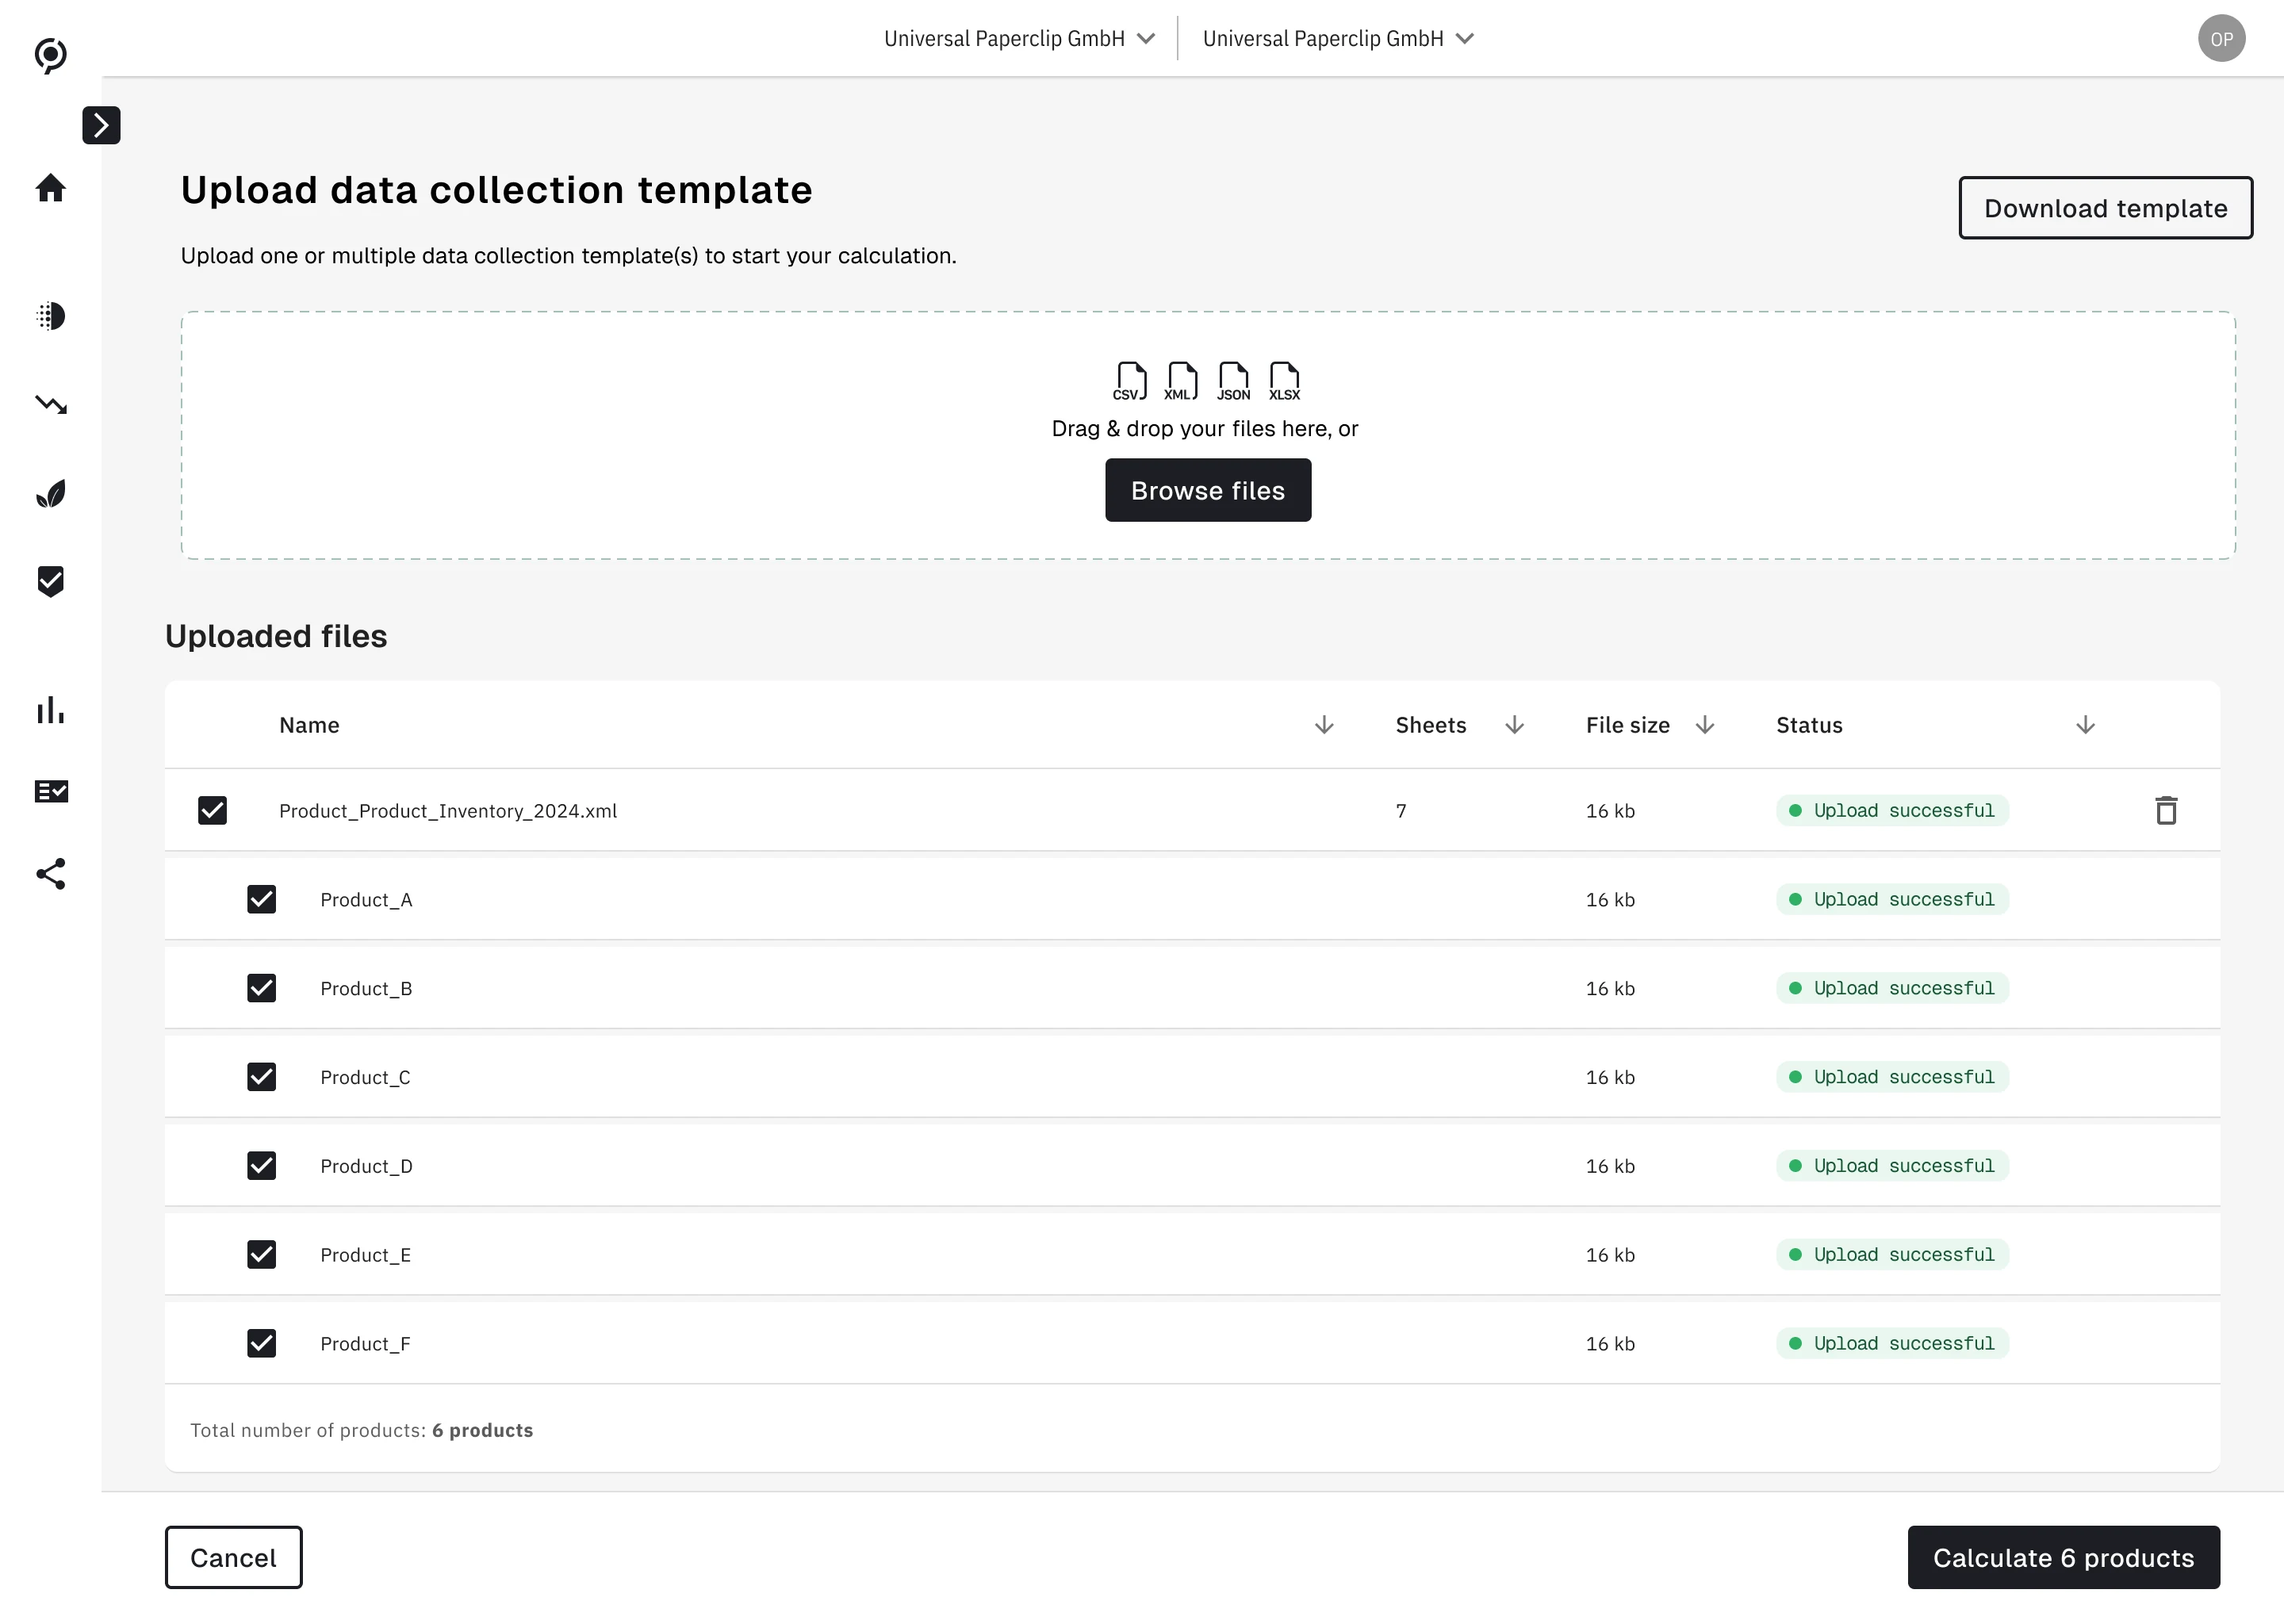 Universal Paperclip GmbH
Universal Paperclip GmbH
OP
Upload data collection template
Download template
Upload one or multiple data collection template(s) to start your calculation.
CSV XML JSON XLSX
Drag & drop your files here, or
Browse files
Uploaded files
Name Sheets File size Status
Product_Product_Inventory_2024.xml 7 16 kb Upload successful
Product_A 16 kb Upload successful
Product_B 16 kb Upload successful
Product_C 16 kb Upload successful
Product_D 16 kb Upload successful
Product_E 16 kb Upload successful
Product_F 16 kb Upload successful
Total number of products: 6 products
Cancel
Calculate 6 products